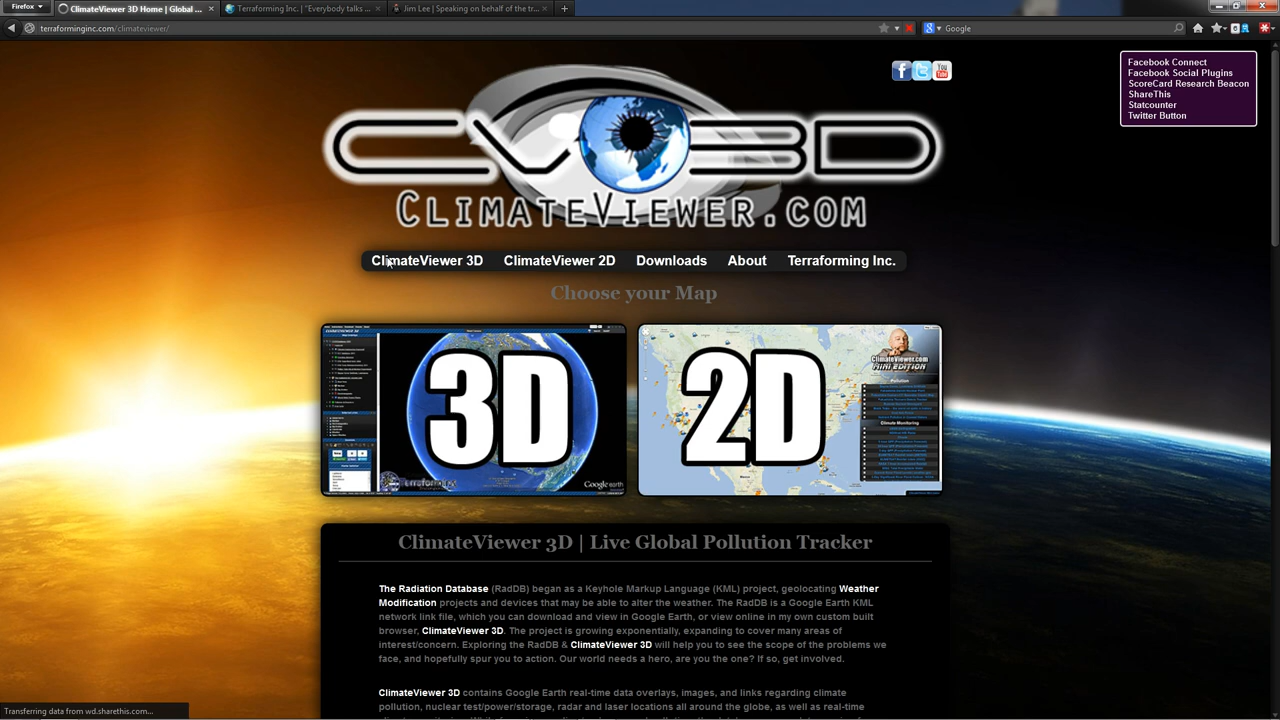 Firefox
ClimateViewer 3D Home | Global ...
Terraforming Inc. | "Everybody talks ...
Jim Lee | Speaking on behalf of the tr...
terraforminginc.com/climateviewer/
Google
Facebook Connect
Facebook Social Plugins
ScoreCard Research Beacon
ShareThis
Statcounter
Twitter Button
CV3D
CLIMATEVIEWER.COM
ClimateViewer 3D
ClimateViewer 2D
Downloads
About
Terraforming Inc.
Choose your Map
3D
Terraforming
Google earth
2D
ClimateViewer.com
MINI EDITION
Pollution
Climate Monitoring
ClimateViewer 3D | Live Global Pollution Tracker
The Radiation Database (RadDB) began as a Keyhole Markup Language (KML) project, geolocating Weather
Modification projects and devices that may be able to alter the weather. The RadDB is a Google Earth KML
network link file, which you can download and view in Google Earth, or view online in my own custom built
browser, ClimateViewer 3D. The project is growing exponentially, expanding to cover many areas of
interest/concern. Exploring the RadDB & ClimateViewer 3D will help you to see the scope of the problems we
face, and hopefully spur you to action. Our world needs a hero, are you the one? If so, get involved.
ClimateViewer 3D contains Google Earth real-time data overlays, images, and links regarding climate
pollution, nuclear test/power/storage, radar and laser locations all around the globe, as well as real-time
Transferring data from wd.sharethis.com...